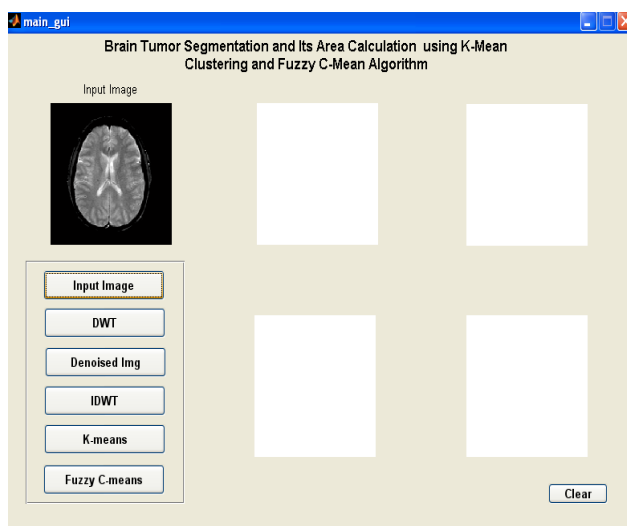 main_gui
Brain Tumor Segmentation and Its Area Calculation using K-Mean
Clustering and Fuzzy C-Mean Algorithm
Input Image
Input Image
DWT
Denoised Img
IDWT
K-means
Fuzzy C-means
Clear